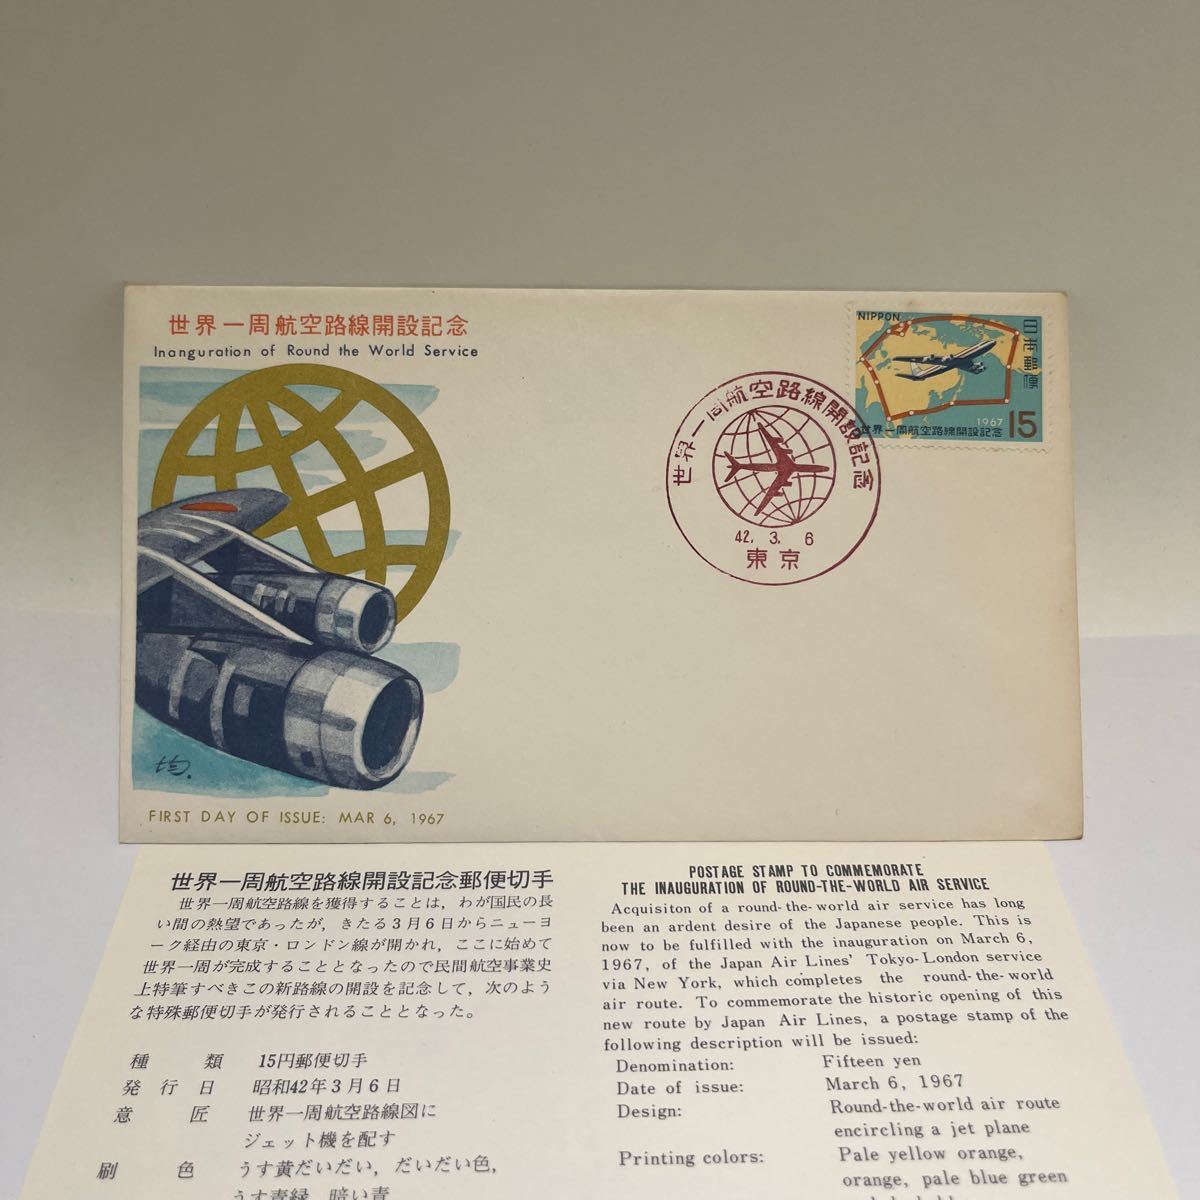 世界一周航空路線開設記念
Inanguration of Round the World Service
NIPPON
日本郵便
1967
世界一周航空路線開設記念 15
世界一周航空路線開設記念
42. 3. 6
東京
均.
FIRST DAY OF ISSUE: MAR 6, 1967
世界一周航空路線開設記念郵便切手
世界一周航空路線を獲得することは，わが国民の長
い間の熱望であったが，きたる3月6日からニューヨ
ーク経由の東京・ロンドン線が開かれ，ここに始めて
世界一周が完成することとなったので民間航空事業史
上特筆すべきこの新路線の開設を記念して，次のよう
な特殊郵便切手が発行されることとなった。
種類 15円郵便切手
発行日 昭和42年3月6日
意匠 世界一周航空路線図に
ジェット機を配す
刷色 うす黄だいだい，だいだい色，
うす青緑，暗い青
POSTAGE STAMP TO COMMEMORATE
THE INAUGURATION OF ROUND-THE-WORLD AIR SERVICE
Acquisiton of a round-the-world air service has long
been an ardent desire of the Japanese people. This is
now to be fulfilled with the inauguration on March 6,
1967, of the Japan Air Lines' Tokyo-London service
via New York, which completes the round-the-world
air route. To commemorate the historic opening of this
new route by Japan Air Lines, a postage stamp of the
following description will be issued:
Denomination: Fifteen yen
Date of issue: March 6, 1967
Design: Round-the-world air route
encircling a jet plane
Printing colors: Pale yellow orange,
orange, pale blue green